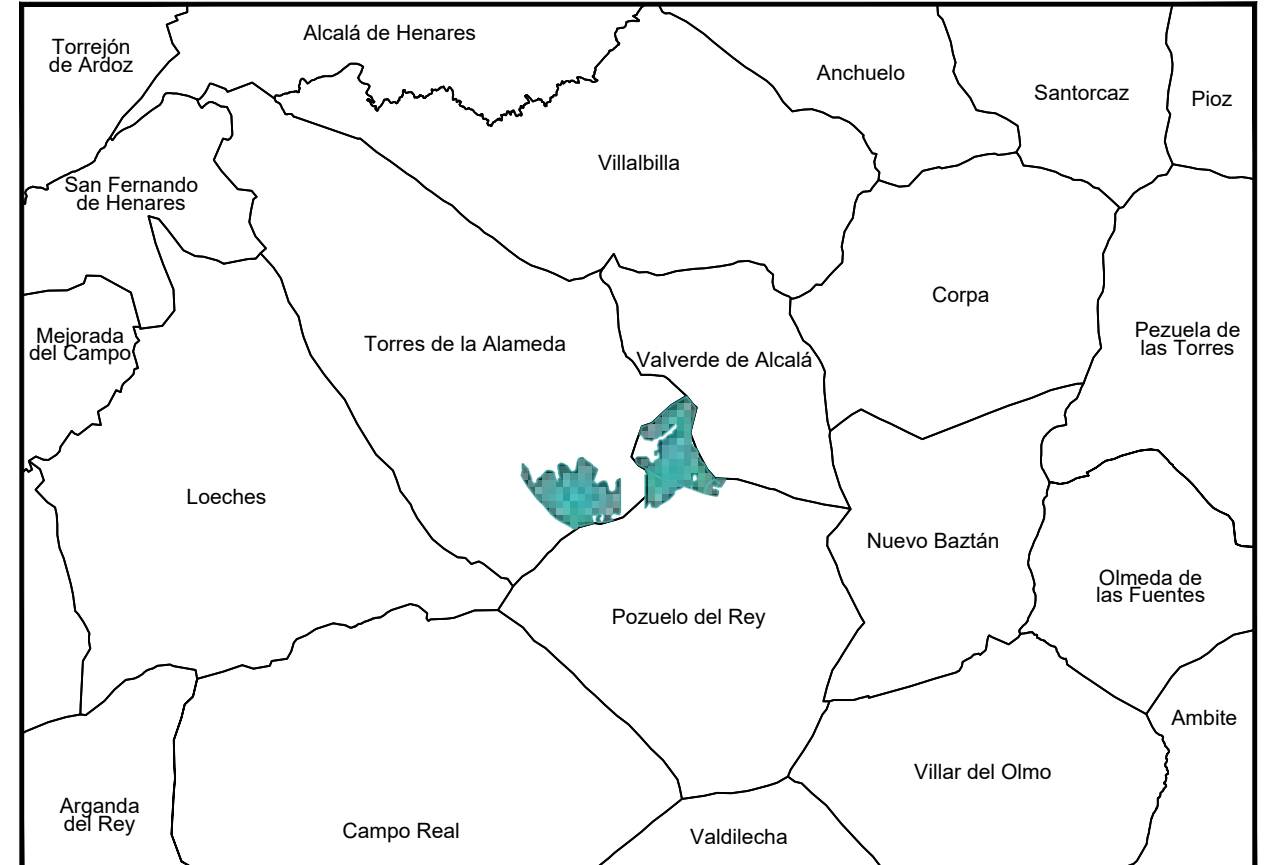 Alcalá de Henares
Torrejón
de Ardoz
Anchuelo
Santorcaz
Pioz
Villalbilla
San Fernando
de Henares
Corpa
Mejorada
del Campo
Torres de la Alameda
Valverde de Alcalá
Pezuela de
las Torres
Loeches
Nuevo Baztán
Olmeda de
las Fuentes
Pozuelo del Rey
Ambite
Villar del Olmo
Arganda
del Rey
Campo Real
Valdilecha